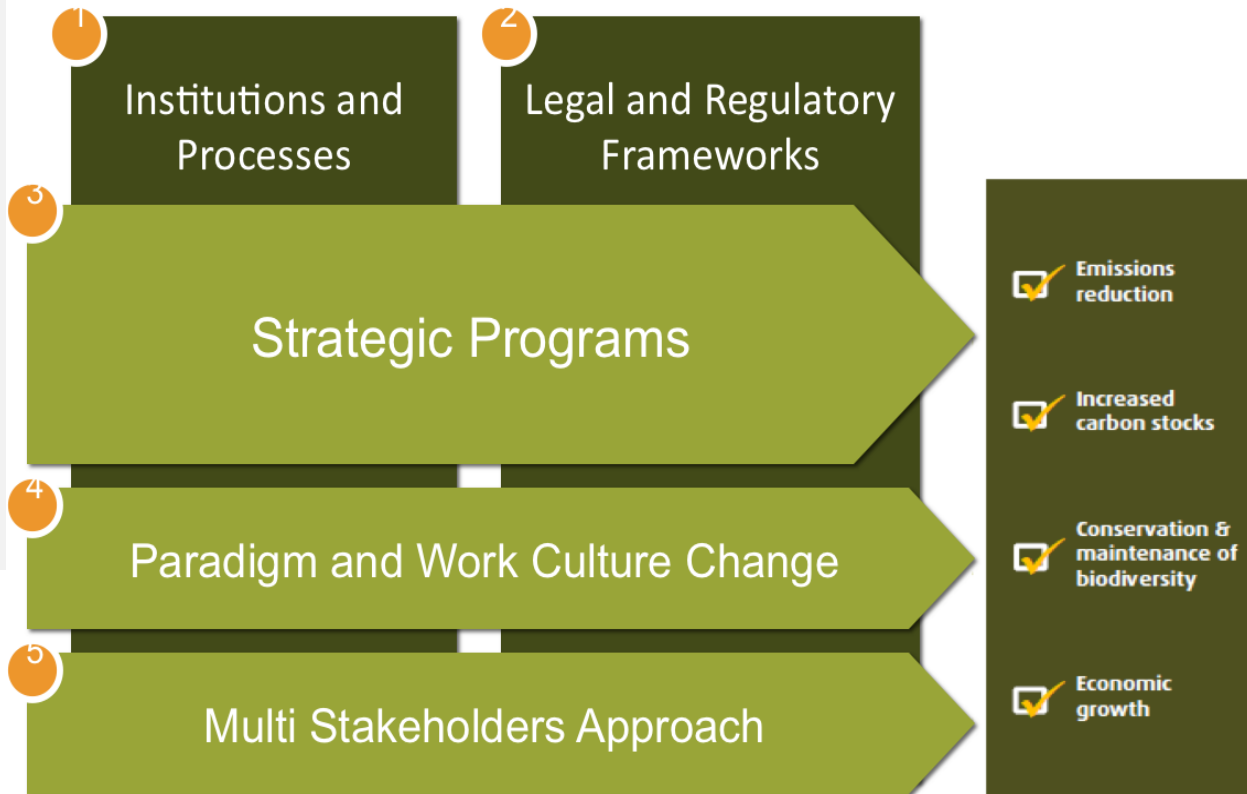 1
Institutions and
Processes
2
Legal and Regulatory
Frameworks
3
Strategic Programs
4
Paradigm and Work Culture Change
5
Multi Stakeholders Approach
Emissions
reduction
Increased
carbon stocks
Conservation &
maintenance of
biodiversity
Economic
growth